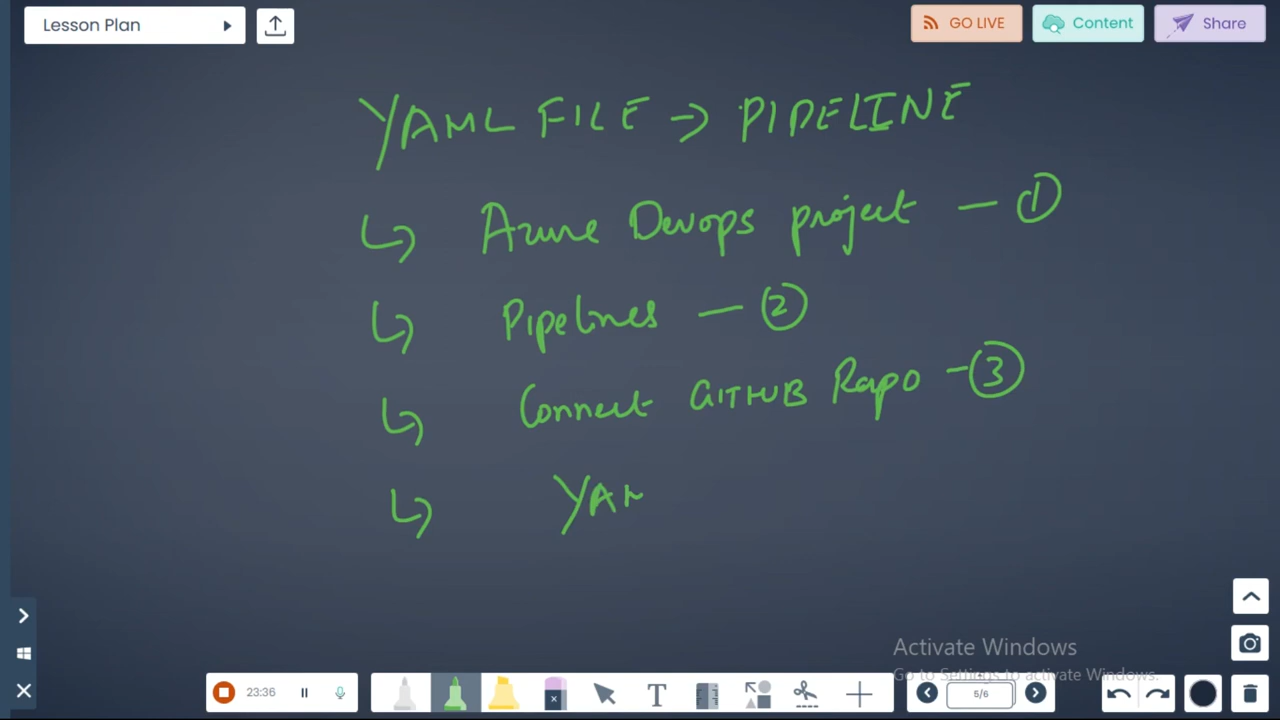 Lesson Plan
GO LIVE
Content
Share
YAML FILE → PIPELINE
↳ Azure Devops project - ①
↳ Pipelines - ②
↳ Connect GITHUB Repo - ③
↳ YAM
Activate Windows
Go to Settings to activate Windows.
23:36
T
5/6